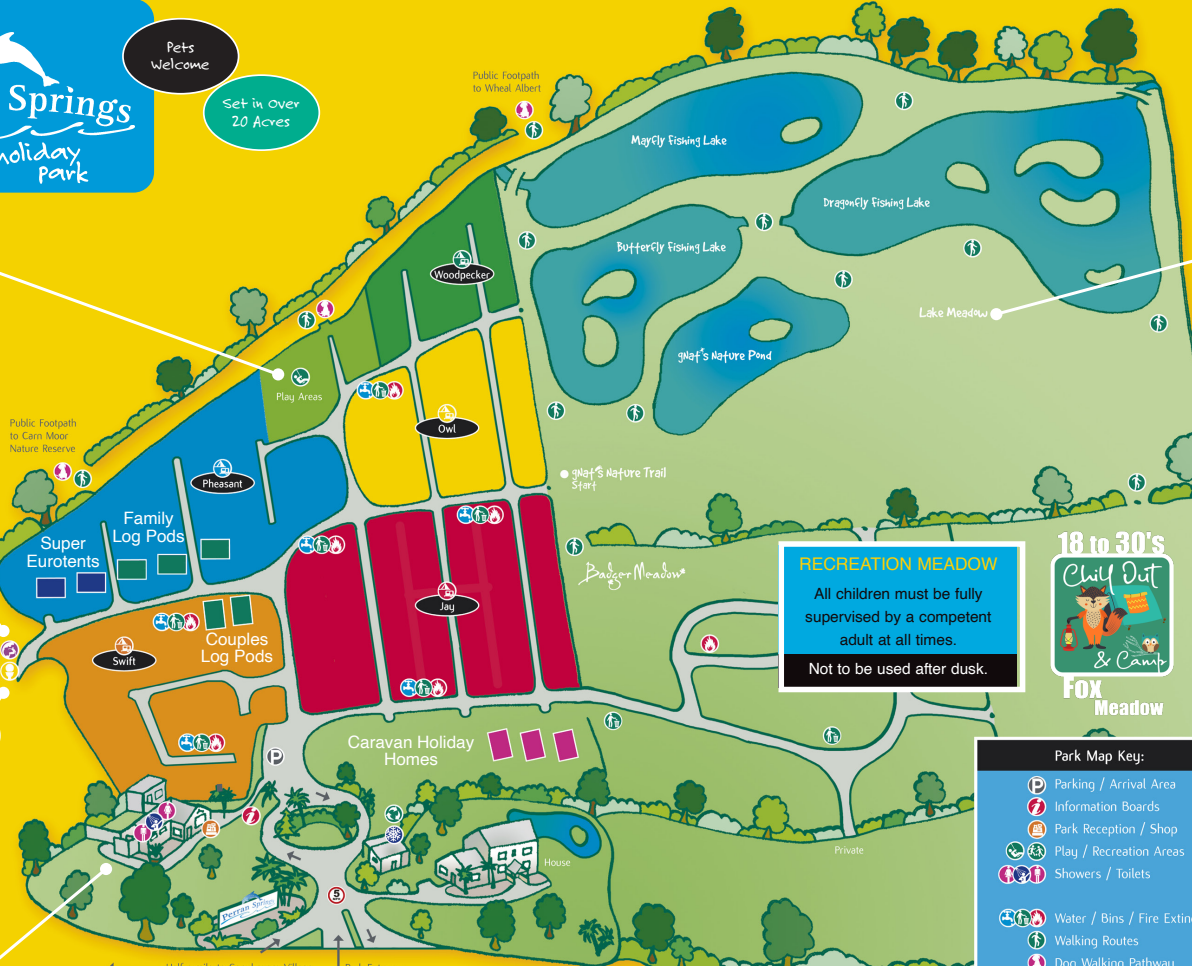 Springs
holiday
park
Pets
Welcome
Set in Over
20 Acres
Public Footpath
to Wheal Albert
Mayfly Fishing Lake
Dragonfly Fishing Lake
Butterfly Fishing Lake
Woodpecker
Lake Meadow
gnat's Nature Pond
Play Areas
Owl
Public Footpath
to Carn Moor
Nature Reserve
gnat's Nature Trail
Start
Pheasant
Family
Log Pods
Super
Eurotents
Badger Meadow
RECREATION MEADOW
All children must be fully
supervised by a competent
adult at all times.
Not to be used after dusk.
18 to 30's
Chill Out
& Camp
Fox
Meadow
Jay
Couples
Log Pods
Swift
Caravan Holiday
Homes
P
Park Map Key:
P Parking / Arrival Area
i Information Boards
Park Reception / Shop
Play / Recreation Areas
Showers / Toilets
Water / Bins / Fire Extin
Walking Routes
Dog Walking Pathway
House
Private
Perran Springs
5